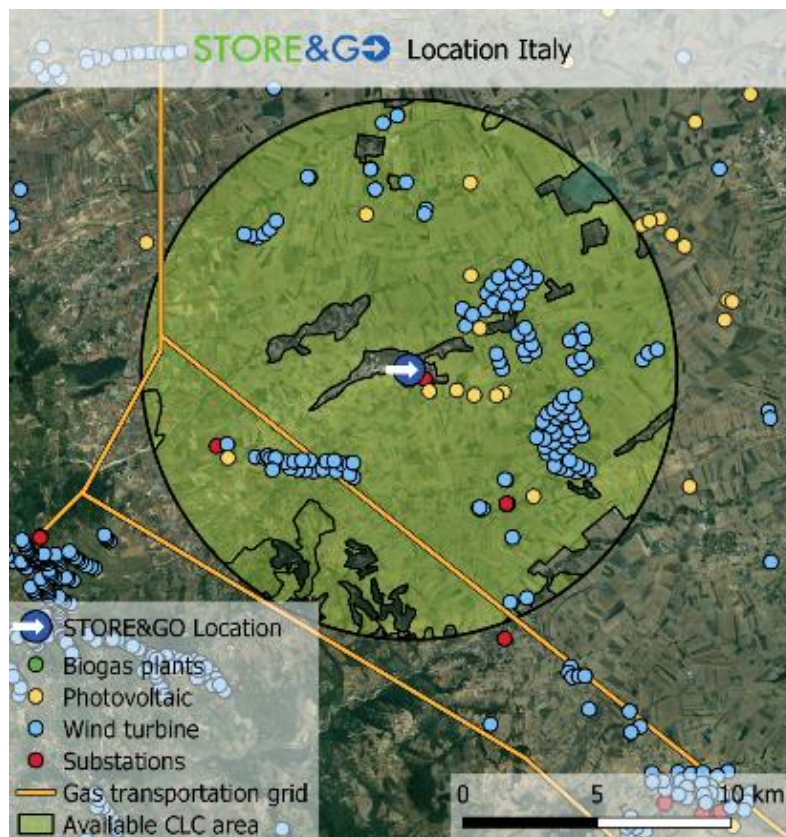 STORE&GO Location Italy
STORE&GO Location
Biogas plants
Photovoltaic
Wind turbine
Substations
Gas transportation grid
Available CLC area
0 5 10 km